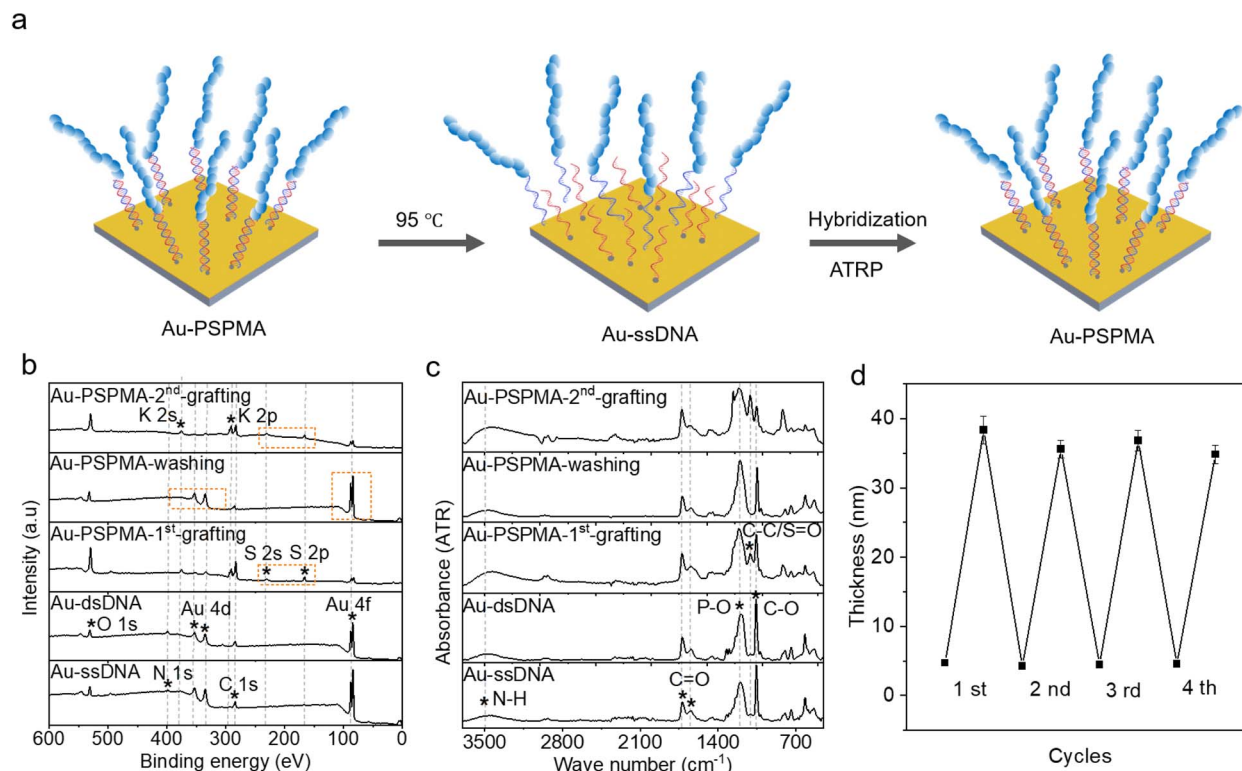 a
95 ℃
Hybridization
ATRP
Au-PSPMA
Au-ssDNA
Au-PSPMA
b
Au-PSPMA-2nd-grafting
K 2s
K 2p
Au-PSPMA-washing
Au-PSPMA-1st-grafting
S 2s
S 2p
Au-dsDNA
Au 4d
Au 4f
O 1s
Au-ssDNA
N 1s
C 1s
Intensity (a.u)
600 500 400 300 200 100 0
Binding energy (eV)
c
Au-PSPMA-2nd-grafting
Au-PSPMA-washing
Au-PSPMA-1st-grafting
C-C/S=O
Au-dsDNA
P-O
C-O
Au-ssDNA
C=O
N-H
Absorbance (ATR)
3500 2800 2100 1400 700
Wave number (cm-1)
d
40
30
20
10
0
Thickness (nm)
1 st 2 nd 3 rd 4 th
Cycles